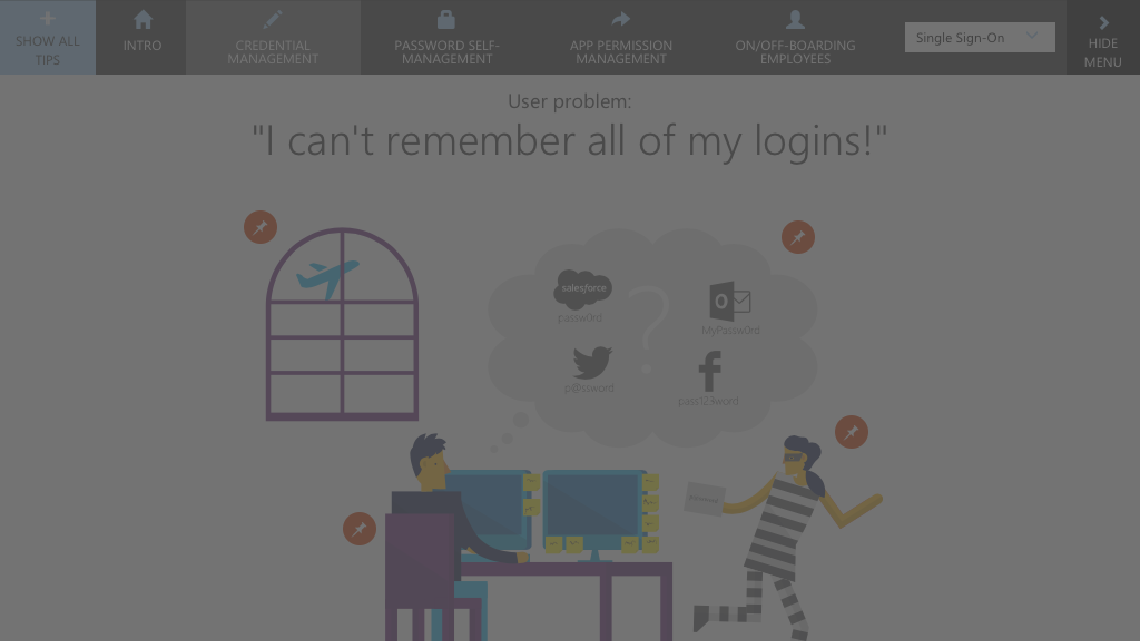 SHOW ALL
TIPS
INTRO
CREDENTIAL
MANAGEMENT
PASSWORD SELF-
MANAGEMENT
APP PERMISSION
MANAGEMENT
ON/OFF-BOARDING
EMPLOYEES
Single Sign-On
HIDE
MENU
User problem:
"I can't remember all of my logins!"
salesforce
passw0rd
MyPassw0rd
p@ssword
pass123word